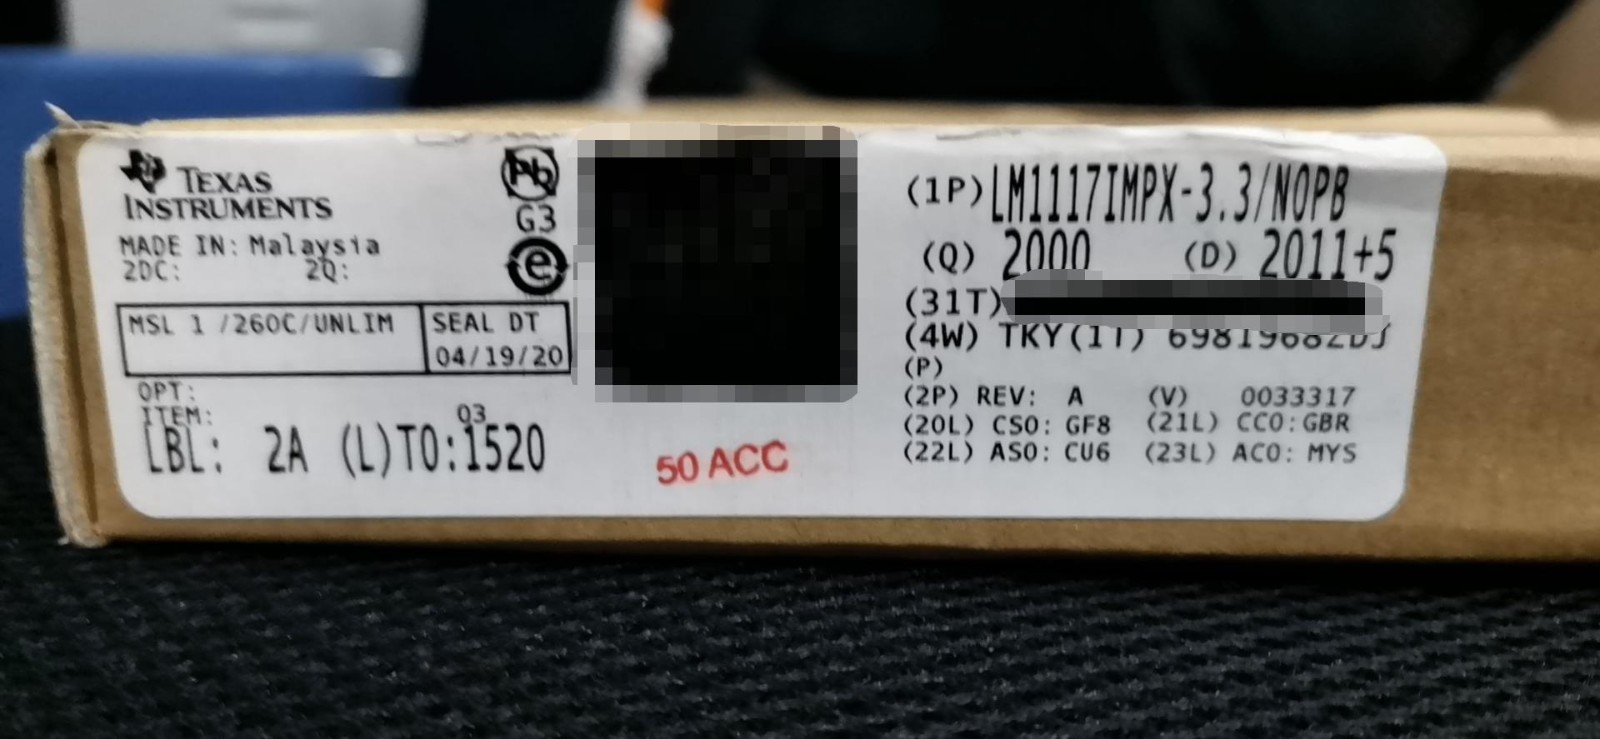 TEXAS
INSTRUMENTS
MADE IN: Malaysia
2DC: 2Q:
MSL 1 /260C/UNLIM
SEAL DT
04/19/20
OPT:
ITEM:
03
LBL: 2A (L)TO:1520
Pb
G3
e
50 ACC
(1P)LM1117IMPX-3.3/NOPB
(Q) 2000 (D) 2011+5
(31T)
(4W) TKY(1T)
(P)
(2P) REV: A (V) 0033317
(20L) CSO: GF8 (21L) CCO:GBR
(22L) ASO: CU6 (23L) ACO: MYS